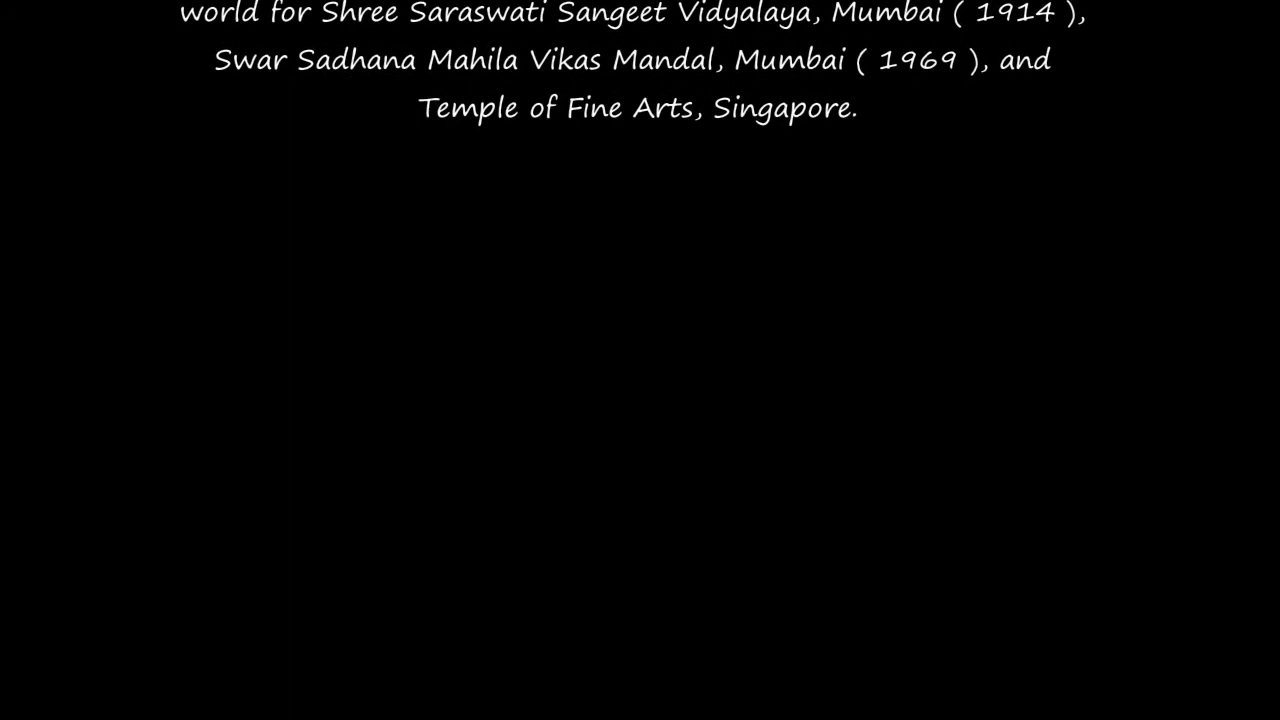 world for Shree Saraswati Sangeet Vidyalaya, Mumbai ( 1914 ),
Swar Sadhana Mahila Vikas Mandal, Mumbai ( 1969 ), and
Temple of Fine Arts, Singapore.